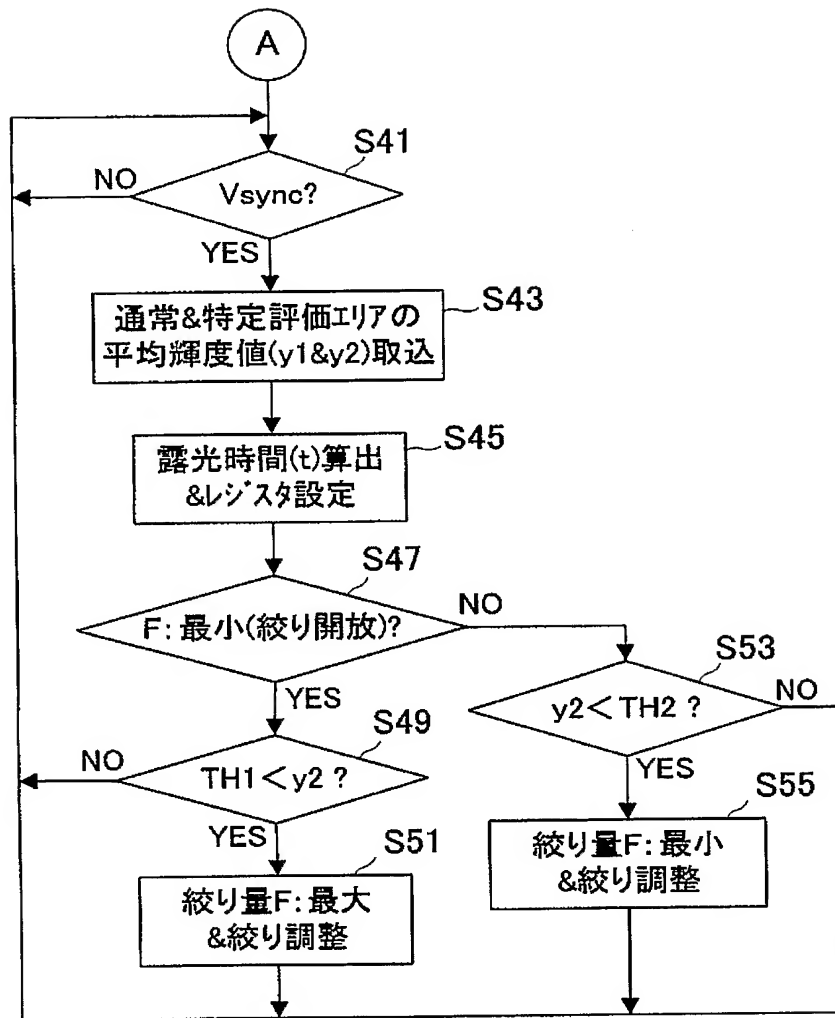 A
S41
NO
Vsync?
YES
S43
通常&特定評価エリアの
平均輝度値(y1&y2)取込
S45
露光時間(t)算出
&レジスタ設定
S47
F:最小(絞り開放)?
NO
YES
S53
y2<TH2 ?
NO
YES
S49
NO
TH1<y2 ?
YES
S51
絞り量F:最大
&絞り調整
S55
絞り量F:最小
&絞り調整